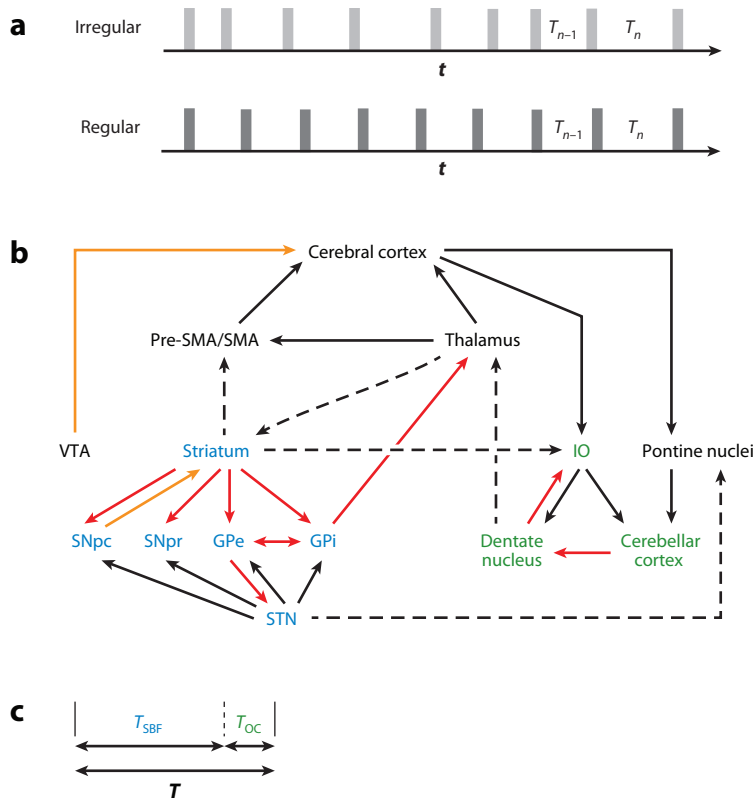 a
Irregular
Tn–1
Tn
t
Regular
Tn–1
Tn
t
b
Cerebral cortex
Pre-SMA/SMA
Thalamus
VTA
Striatum
IO
Pontine nuclei
SNpc
SNpr
GPe
GPi
Dentate
nucleus
Cerebellar
cortex
STN
c
TSBF
TOC
T